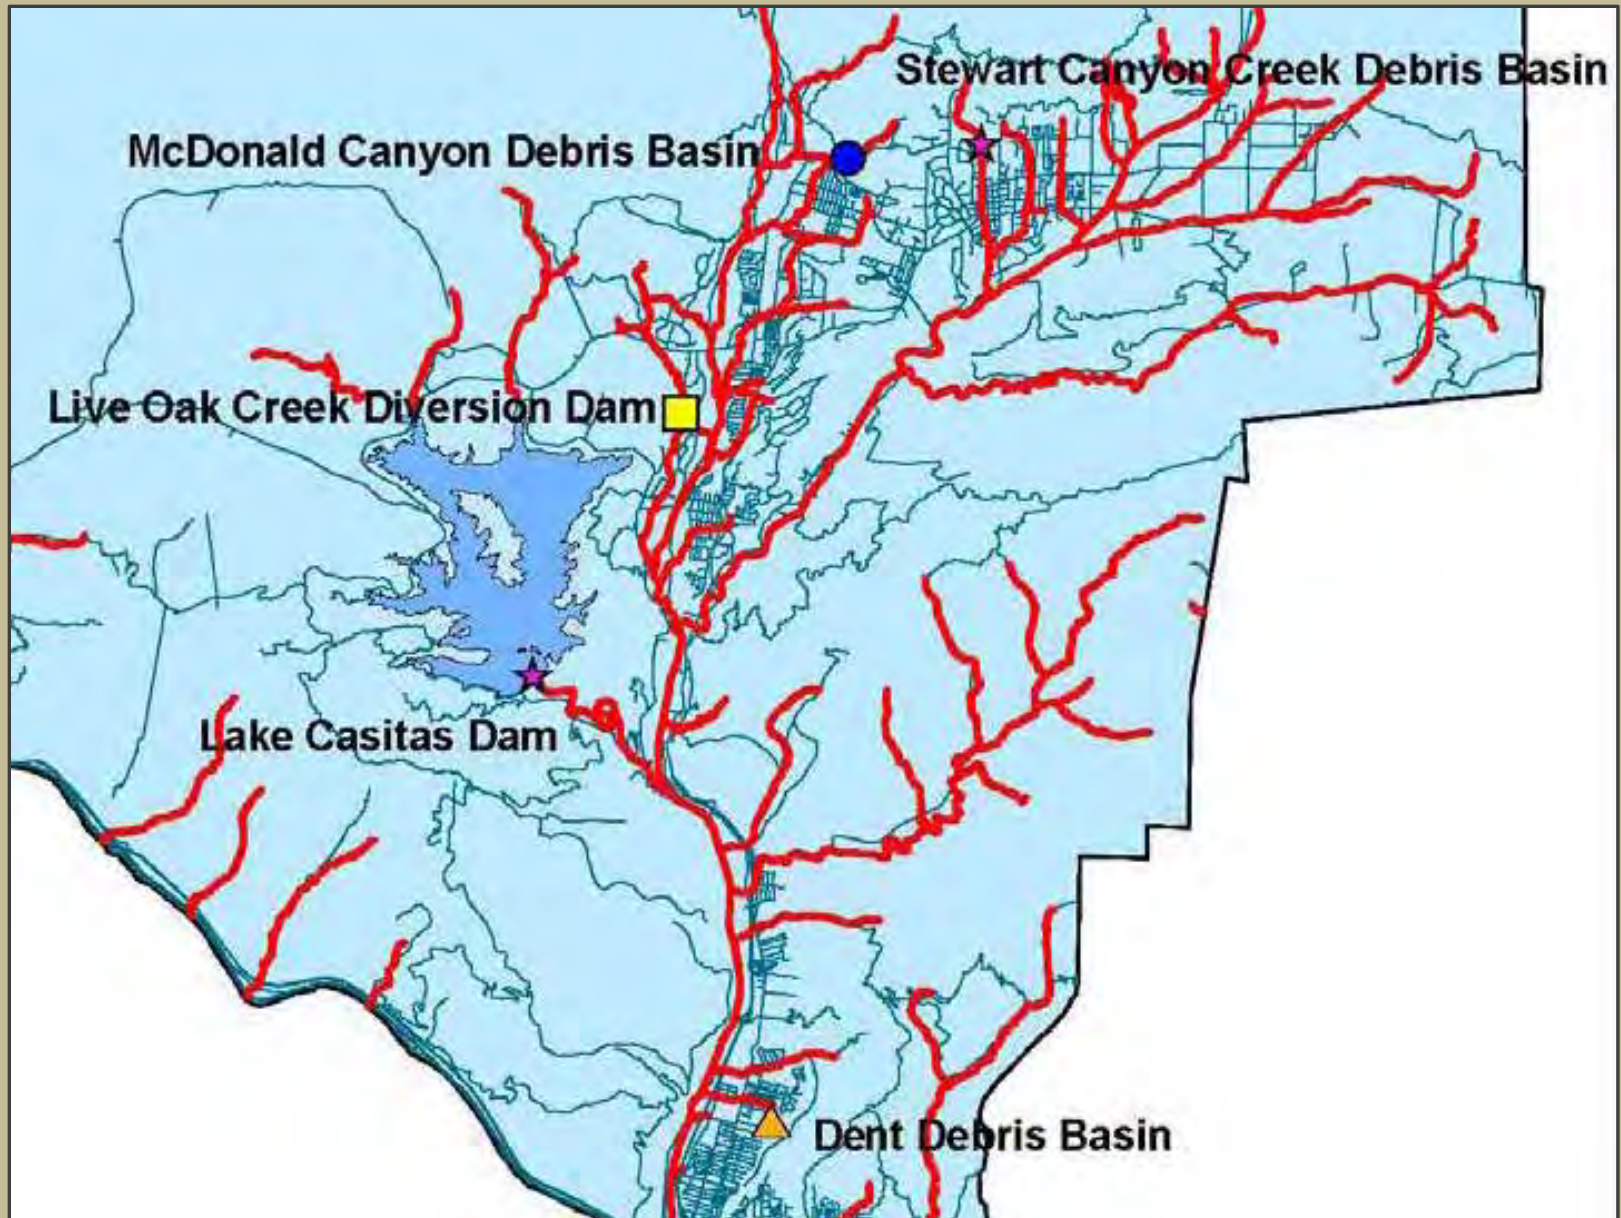 Stewart Canyon Creek Debris Basin
McDonald Canyon Debris Basin
Live Oak Creek Diversion Dam
Lake Casitas Dam
Dent Debris Basin